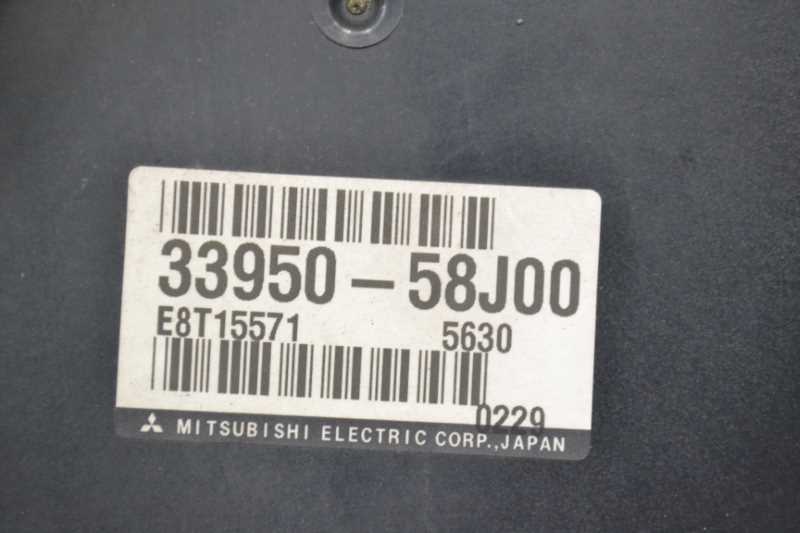 33950-58J00
E8T15571 5630
0229
MITSUBISHI ELECTRIC CORP., JAPAN